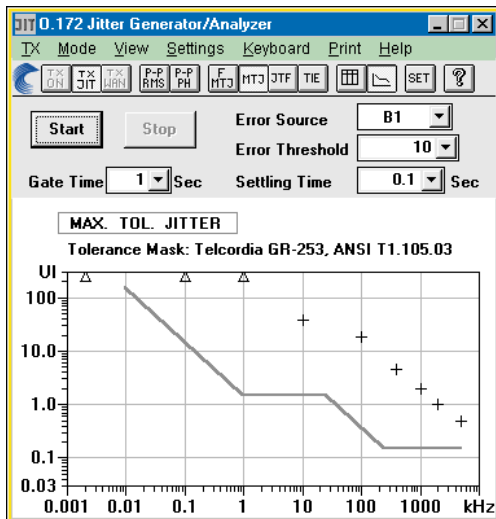 JIT O.172 Jitter Generator/Analyzer
TX Mode View Settings Keyboard Print Help
TX ON TX JIT TX WAN P-P RMS P-P PH F MTJ MTJ JTF TIE SET ?
Start Stop Error Source B1
Error Threshold 10
Gate Time 1 Sec Settling Time 0.1 Sec
MAX. TOL. JITTER
Tolerance Mask: Telcordia GR-253, ANSI T1.105.03
UI
100
10.0
1.0
0.1
0.03
0.001 0.01 0.1 1 10 100 1000 kHz